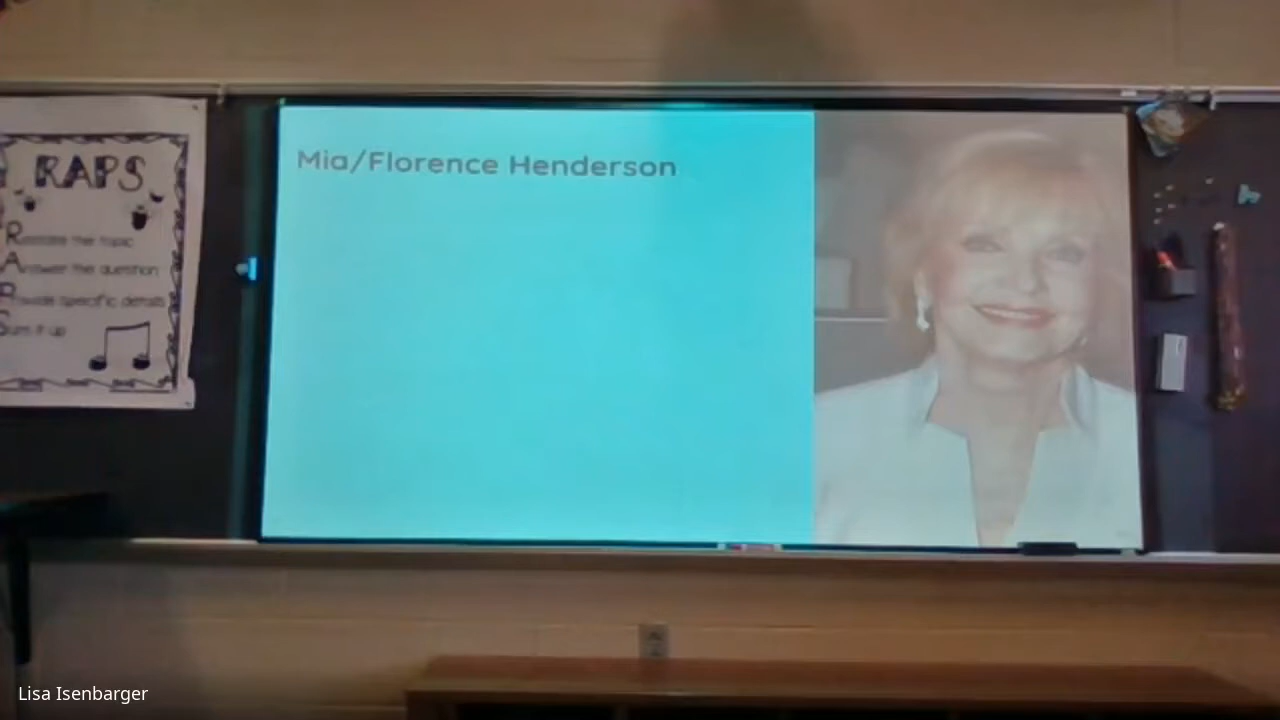 RAPS
Restate the topic
Answer the question
Provide specific details
Sum it up
Mia/Florence Henderson
Lisa Isenbarger